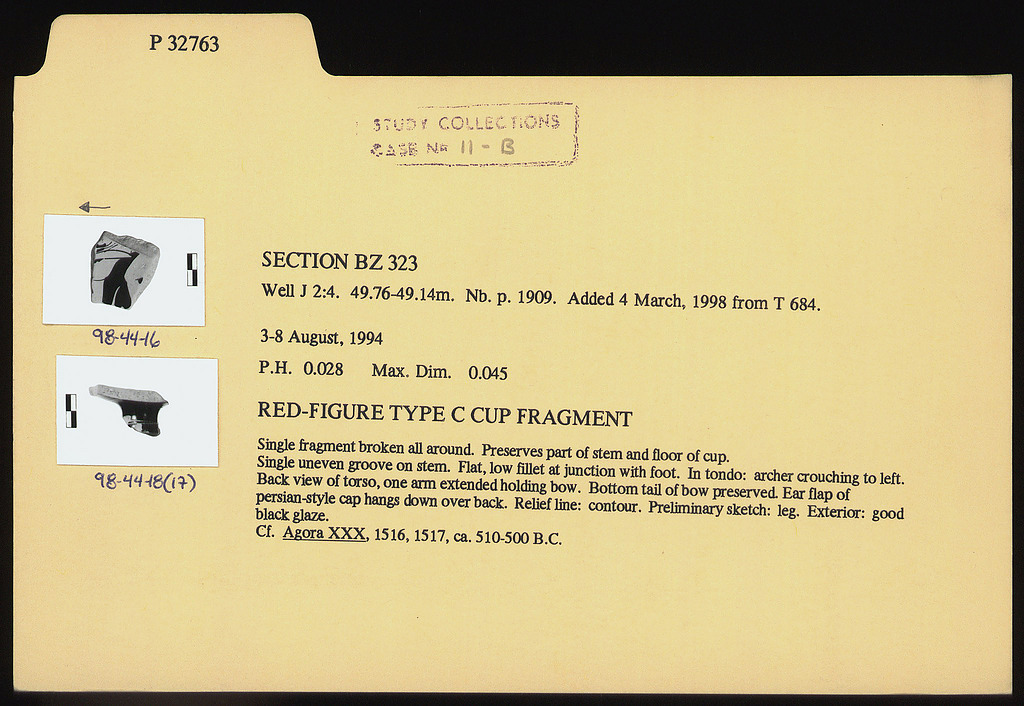 P 32763
STUDY COLLECTIONS
CASE No 11 - B
98-44-16
98-44-18(17)
SECTION BZ 323
Well J 2:4. 49.76-49.14m. Nb. p. 1909. Added 4 March, 1998 from T 684.
3-8 August, 1994
P.H. 0.028 Max. Dim. 0.045
RED-FIGURE TYPE C CUP FRAGMENT
Single fragment broken all around. Preserves part of stem and floor of cup.
Single uneven groove on stem. Flat, low fillet at junction with foot. In tondo: archer crouching to left.
Back view of torso, one arm extended holding bow. Bottom tail of bow preserved. Ear flap of
persian-style cap hangs down over back. Relief line: contour. Preliminary sketch: leg. Exterior: good
black glaze.
Cf. Agora XXX, 1516, 1517, ca. 510-500 B.C.